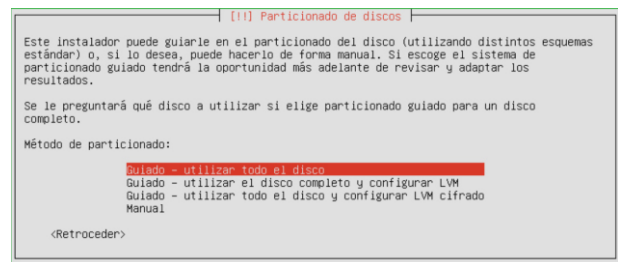 [!!] Particionado de discos
Este instalador puede guiarle en el particionado del disco (utilizando distintos esquemas
estándar) o, si lo desea, puede hacerlo de forma manual. Si escoge el sistema de
particionado guiado tendrá la oportunidad más adelante de revisar y adaptar los
resultados.
Se le preguntará qué disco a utilizar si elige particionado guiado para un disco
completo.
Método de particionado:
Guiado – utilizar todo el disco
Guiado – utilizar el disco completo y configurar LVM
Guiado – utilizar todo el disco y configurar LVM cifrado
Manual
<Retroceder>